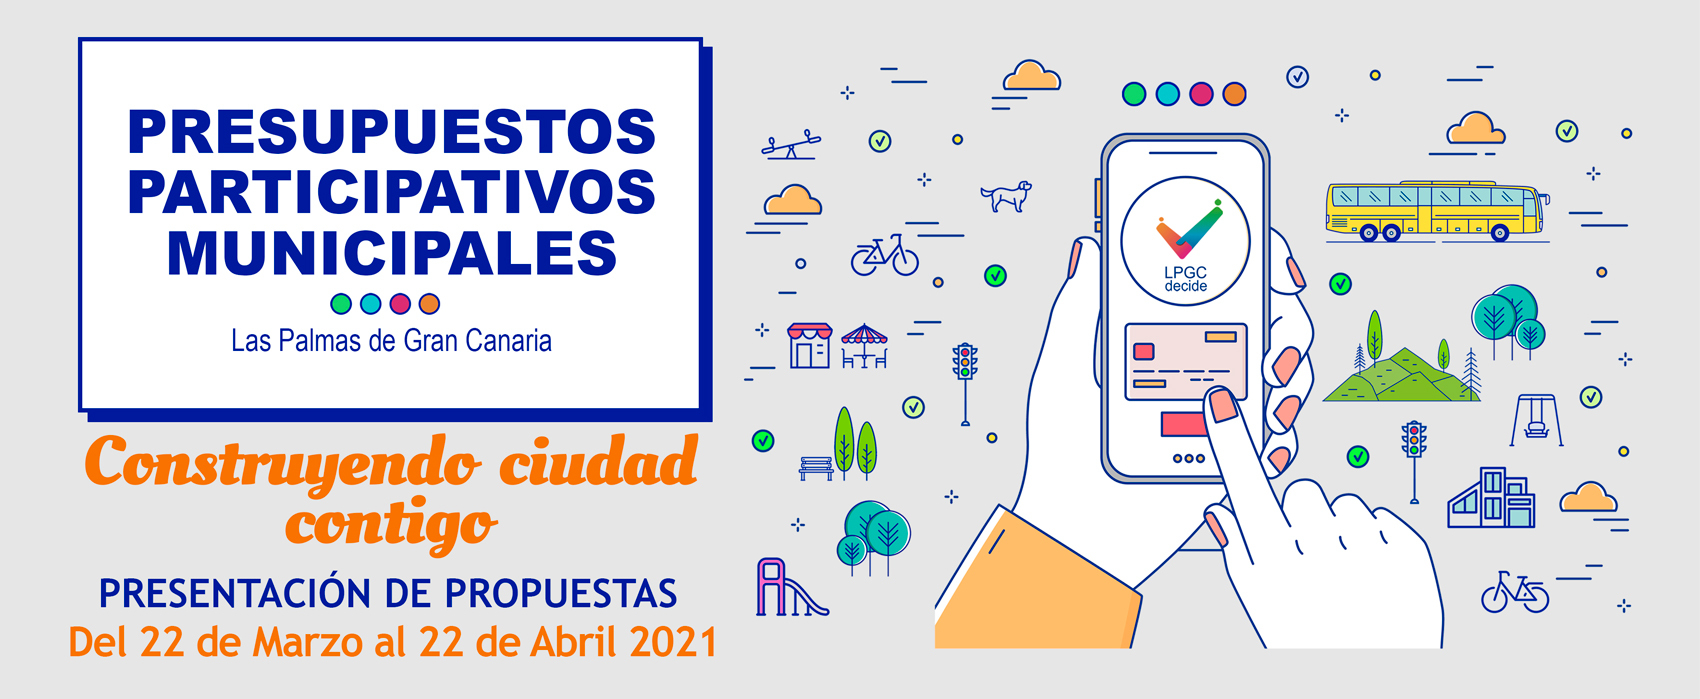 PRESUPUESTOS
PARTICIPATIVOS
MUNICIPALES
Las Palmas de Gran Canaria
Construyendo ciudad
contigo
PRESENTACIÓN DE PROPUESTAS
Del 22 de Marzo al 22 de Abril 2021
LPGC
decide